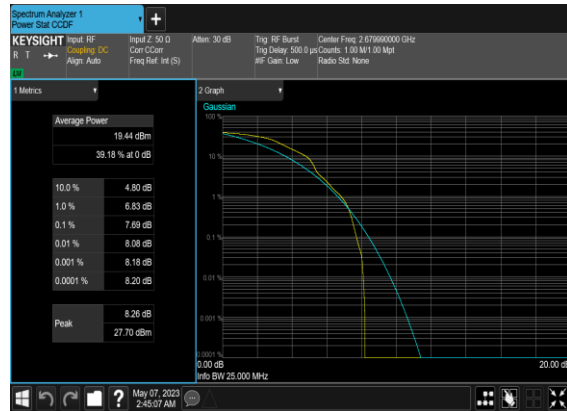 Spectrum Analyzer 1
Power Stat CCDF
KEYSIGHT Input: RF Input Z: 50 Ω Atten: 30 dB Trig: RF Burst Center Freq: 2.679990000 GHz
R T Coupling: DC Corr CCorr Trig Delay: 500.0 µs Counts: 1.00 M/1.00 Mpt
Align: Auto Freq Ref: Int (S) #IF Gain: Low Radio Std: None
1 Metrics
2 Graph
Gaussian
Average Power
19.44 dBm
39.18 % at 0 dB
10.0 % 4.80 dB
1.0 % 6.83 dB
0.1 % 7.69 dB
0.01 % 8.08 dB
0.001 % 8.18 dB
0.0001 % 8.20 dB
Peak
8.26 dB
27.70 dBm
100 %
10 %
1 %
0.1 %
0.01 %
0.001 %
0.0001 %
0.00 dB 20.00 dB
Info BW 25.000 MHz
?
May 07, 2023
2:45:07 AM